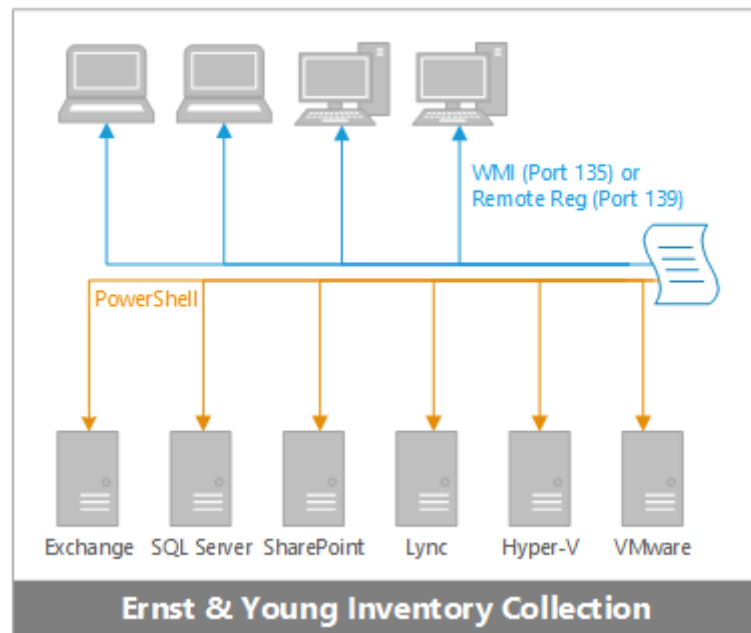 WMI (Port 135) or
Remote Reg (Port 139)
PowerShell
Exchange SQL Server SharePoint Lync Hyper-V VMware
Ernst & Young Inventory Collection